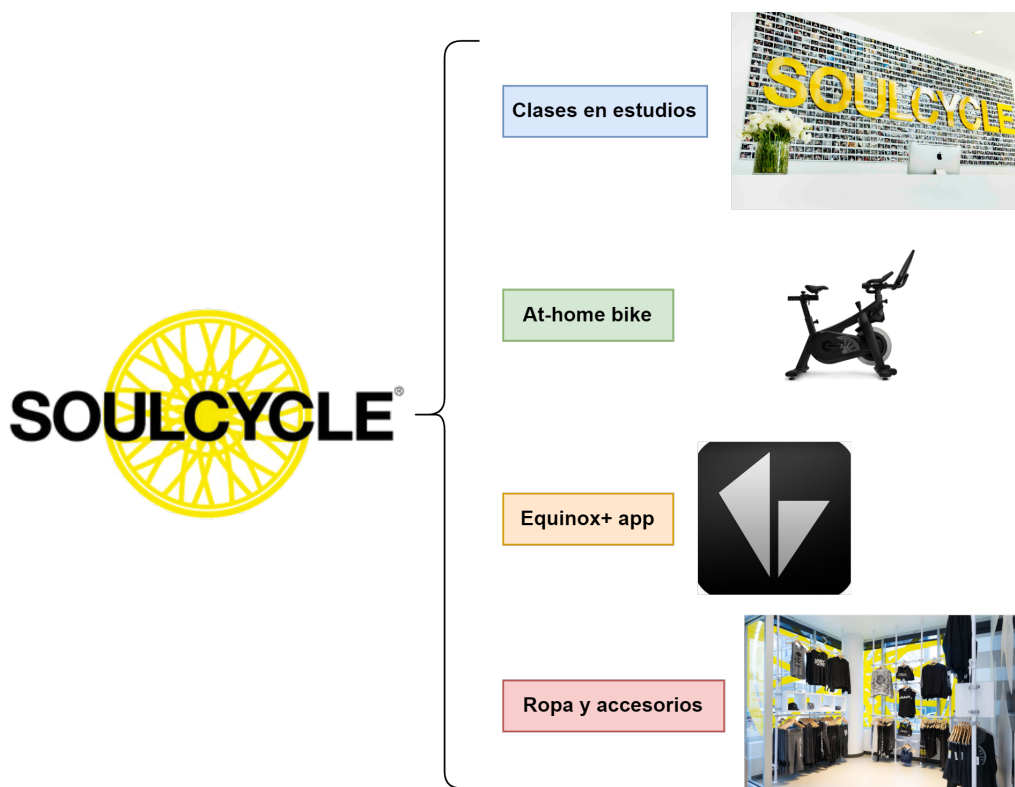 SOULCYCLE®
Clases en estudios
SOULCYCLE
At-home bike
Equinox+ app
Ropa y accesorios